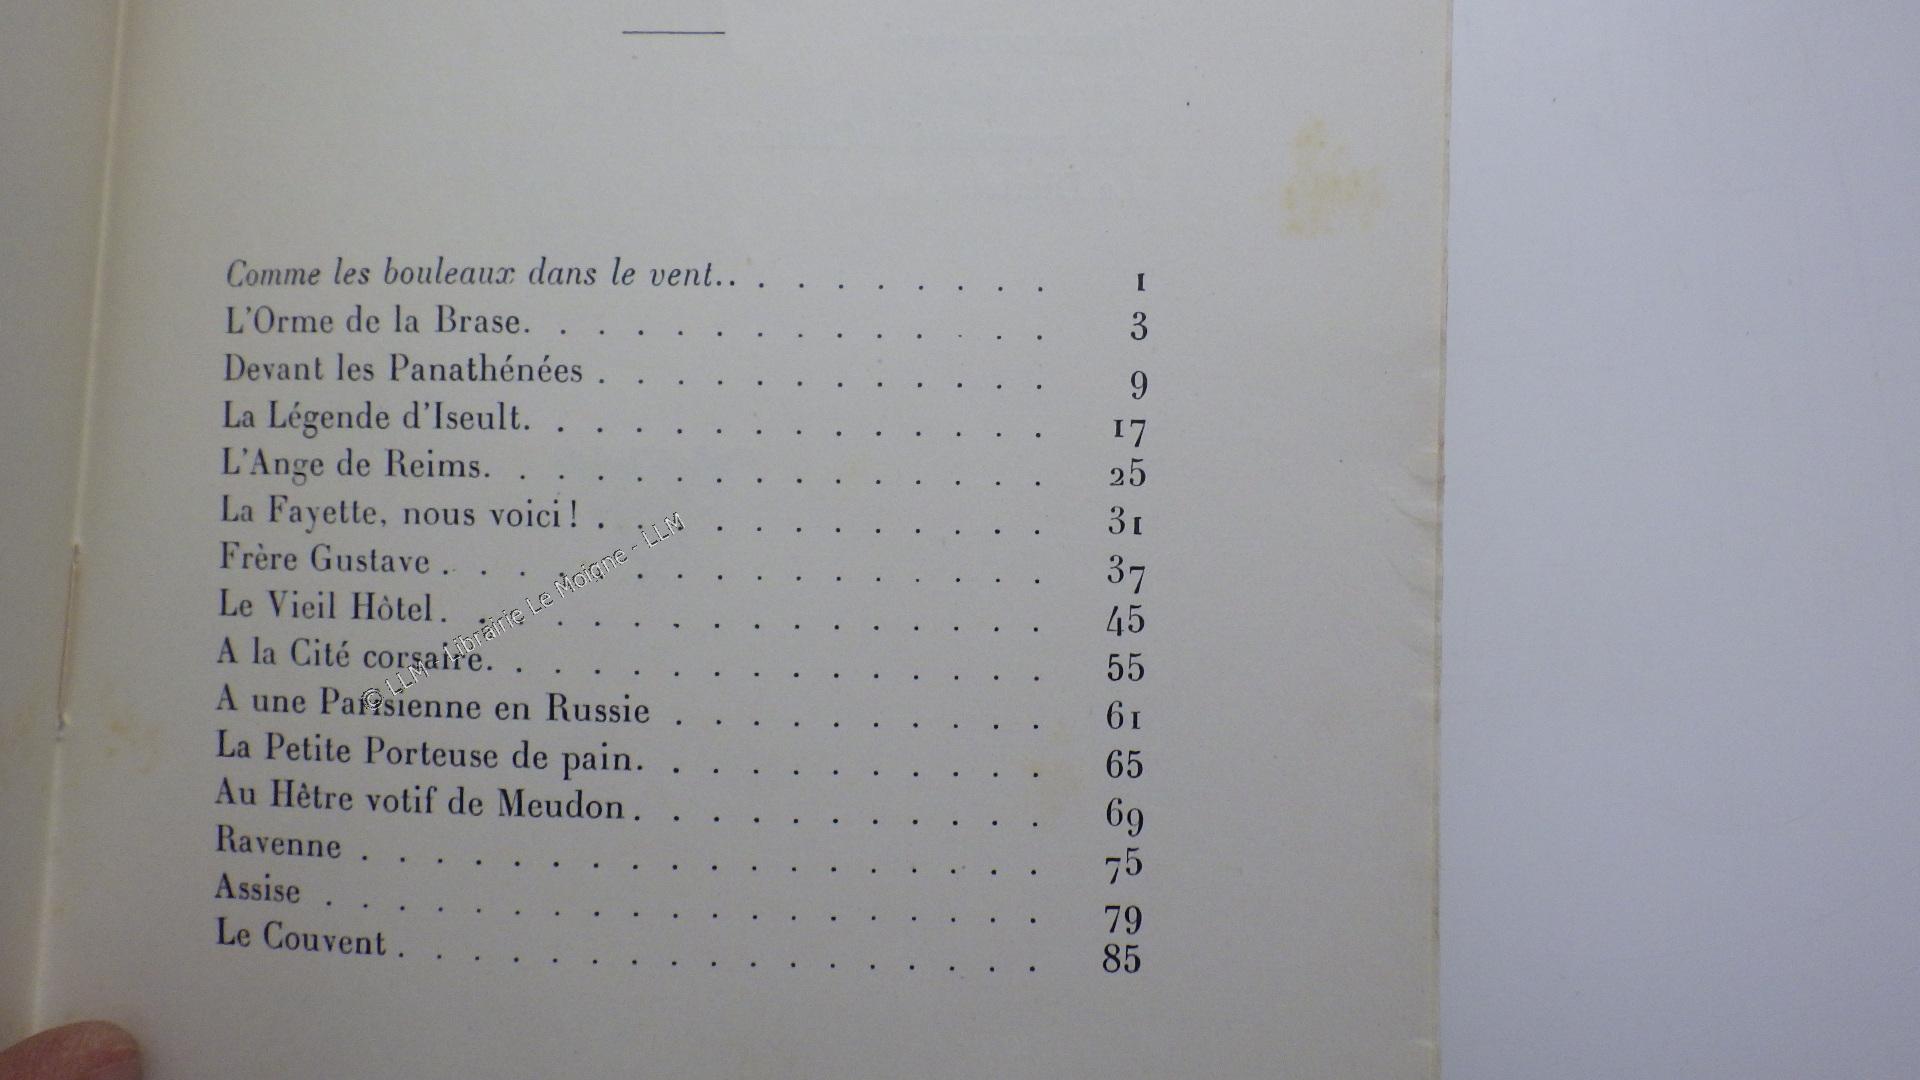 Comme les bouleaux dans le vent.. . . . . . . . . 1
L'Orme de la Brase. . . . . . . . . . . . . . 3
Devant les Panathénées . . . . . . . . . . . . 9
La Légende d'Iseult. . . . . . . . . . . . . . 17
L'Ange de Reims. . . . . . . . . . . . . . . 25
La Fayette, nous voici ! . . . . . . . . . . . . 31
Frère Gustave . . . . . . . . . . . . . . . . 37
Le Vieil Hôtel. . . . . . . . . . . . . . . . 45
A la Cité corsaire. . . . . . . . . . . . . . . 55
A une Parisienne en Russie . . . . . . . . . . 61
La Petite Porteuse de pain. . . . . . . . . . . 65
Au Hêtre votif de Meudon. . . . . . . . . . . 69
Ravenne . . . . . . . . . . . . . . . . . . 75
Assise . . . . . . . . . . . . . . . . . . . 79
Le Couvent . . . . . . . . . . . . . . . . . 85
© LLM - Librairie Le Moigne - LLM